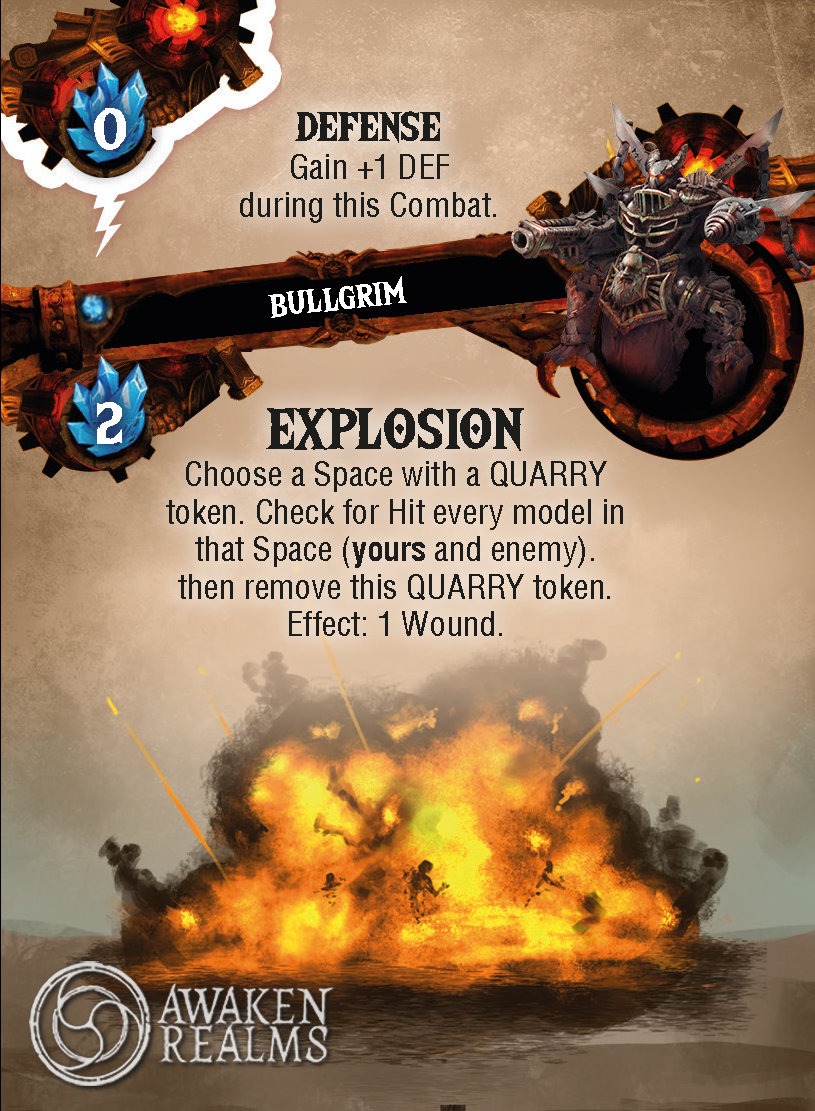 0
DEFENSE
Gain +1 DEF
during this Combat.
BULLGRIM
2
EXPLOSION
Choose a Space with a QUARRY
token. Check for Hit every model in
that Space (yours and enemy).
then remove this QUARRY token.
Effect: 1 Wound.
AWAKEN
REALMS